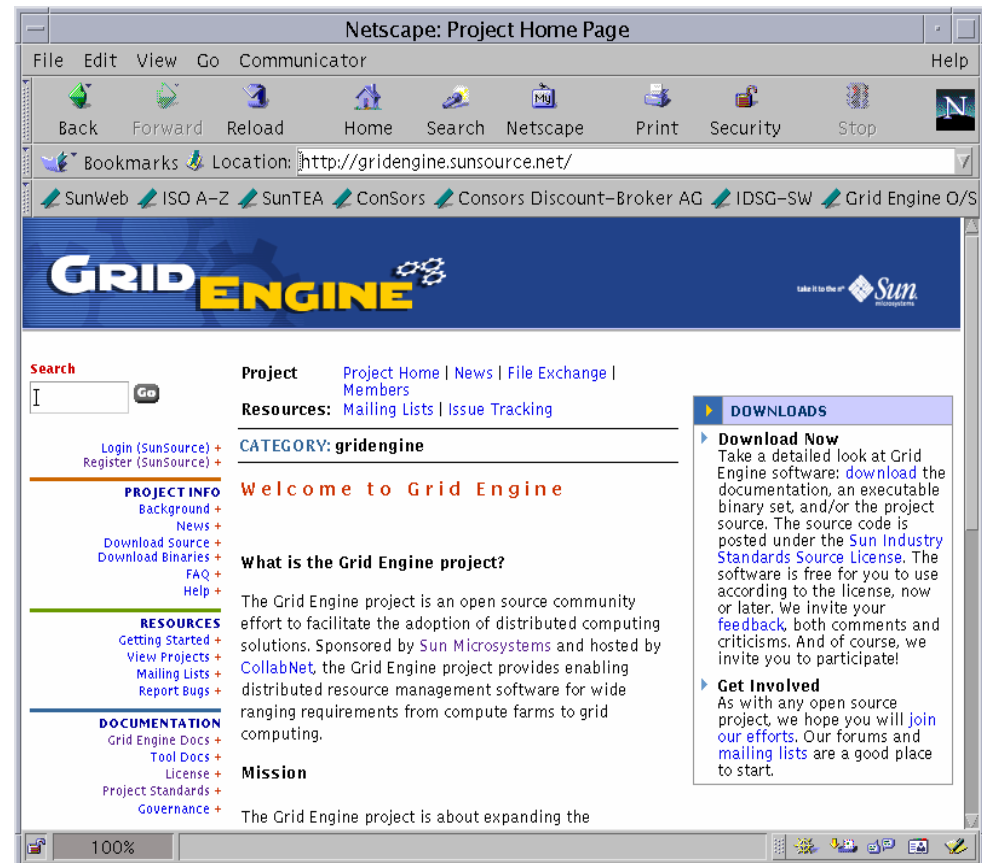 Netscape: Project Home Page
File Edit View Go Communicator Help
Back Forward Reload Home Search Netscape Print Security Stop
My
N
Bookmarks Location: http://gridengine.sunsource.net/
SunWeb ISO A-Z SunTEA ConSors Consors Discount-Broker AG IDSG-SW Grid Engine O/S
GRID ENGINE
take it to the nth
Sun
microsystems
Search
Go
Login (SunSource) +
Register (SunSource) +
PROJECT INFO
Background +
News +
Download Source +
Download Binaries +
FAQ +
Help +
RESOURCES
Getting Started +
View Projects +
Mailing Lists +
Report Bugs +
DOCUMENTATION
Grid Engine Docs +
Tool Docs +
License +
Project Standards +
Governance +
Project Project Home | News | File Exchange |
Members
Resources: Mailing Lists | Issue Tracking
CATEGORY: gridengine
Welcome to Grid Engine
What is the Grid Engine project?
The Grid Engine project is an open source community
effort to facilitate the adoption of distributed computing
solutions. Sponsored by Sun Microsystems and hosted by
CollabNet, the Grid Engine project provides enabling
distributed resource management software for wide
ranging requirements from compute farms to grid
computing.
Mission
The Grid Engine project is about expanding the
DOWNLOADS
Download Now
Take a detailed look at Grid
Engine software: download the
documentation, an executable
binary set, and/or the project
source. The source code is
posted under the Sun Industry
Standards Source License. The
software is free for you to use
according to the license, now
or later. We invite your
feedback, both comments and
criticisms. And of course, we
invite you to participate!
Get Involved
As with any open source
project, we hope you will join
our efforts. Our forums and
mailing lists are a good place
to start.
100%